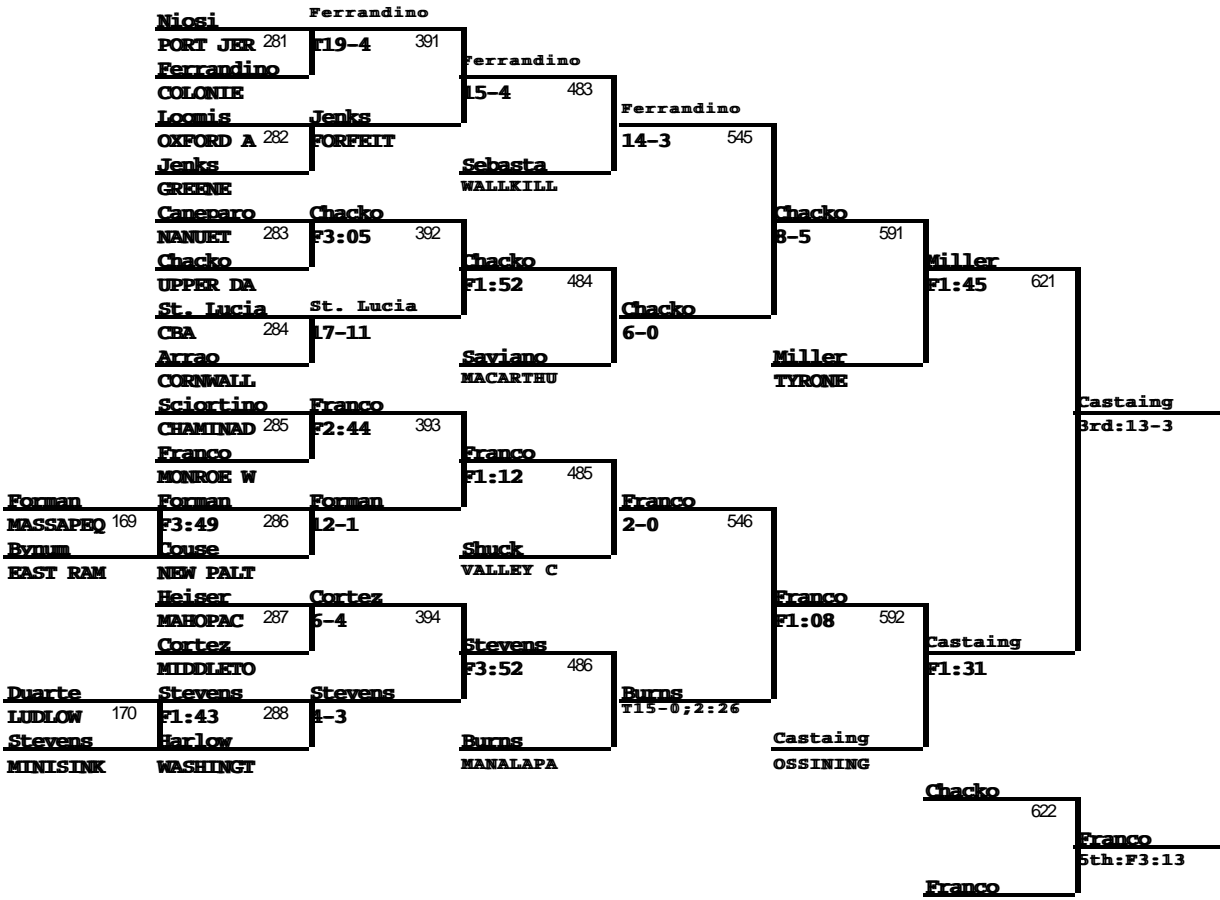 Niosi Ferrandino
PORT JER 281 T19-4 391
Ferrandino Ferrandino
COLONIE 15-4 483
Loomis Jenks Ferrandino
OXFORD A 282 FORFEIT 14-3 545
Jenks Sebasta
GREENE WALLKILL
Caneparo Chacko Chacko
NANUET 283 F3:05 392 8-5 591
Chacko Chacko Miller
UPPER DA F1:52 484 F1:45 621
St. Lucia St. Lucia Chacko
CBA 284 17-11 6-0
Arrao Saviano Miller
CORNWALL MACARTHU TYRONE
Sciortino Franco Castaing
CHAMINAD 285 F2:44 393 3rd:13-3
Franco Franco
MONROE W F1:12 485
Forman Forman Forman Franco
MASSAPEQ 169 F3:49 286 12-1 2-0 546
Bynum Couse Shuck
EAST RAM NEW PALT VALLEY C
Heiser Cortez Franco
MAHOPAC 287 6-4 394 F1:08 592
Cortez Stevens Castaing
MIDDLETO F3:52 486 F1:31
Duarte Stevens Stevens Burns
LUDLOW 170 F1:43 288 4-3 T15-0;2:26
Stevens Harlow Burns Castaing
MINISINK WASHINGT MANALAPA OSSINING
Chacko
622
Franco
5th:F3:13
Franco